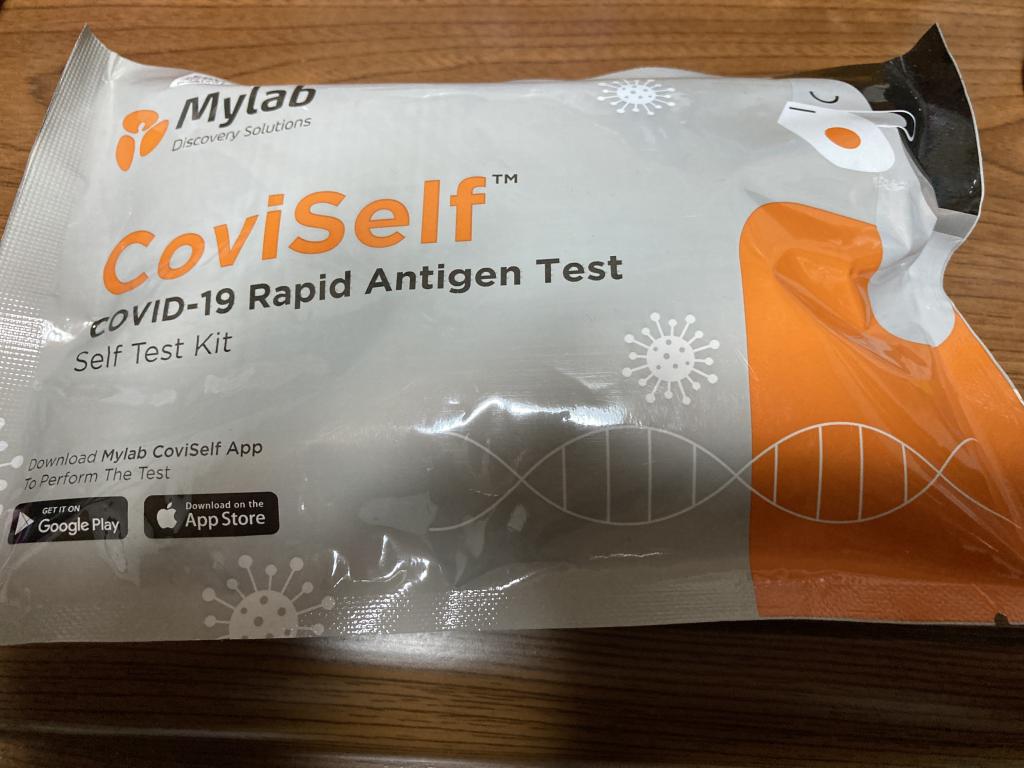 Mylab
Discovery Solutions
CoviSelf™
COVID-19 Rapid Antigen Test
Self Test Kit
Download Mylab CoviSelf App
To Perform The Test
GET IT ON
Google Play
Download on the
App Store